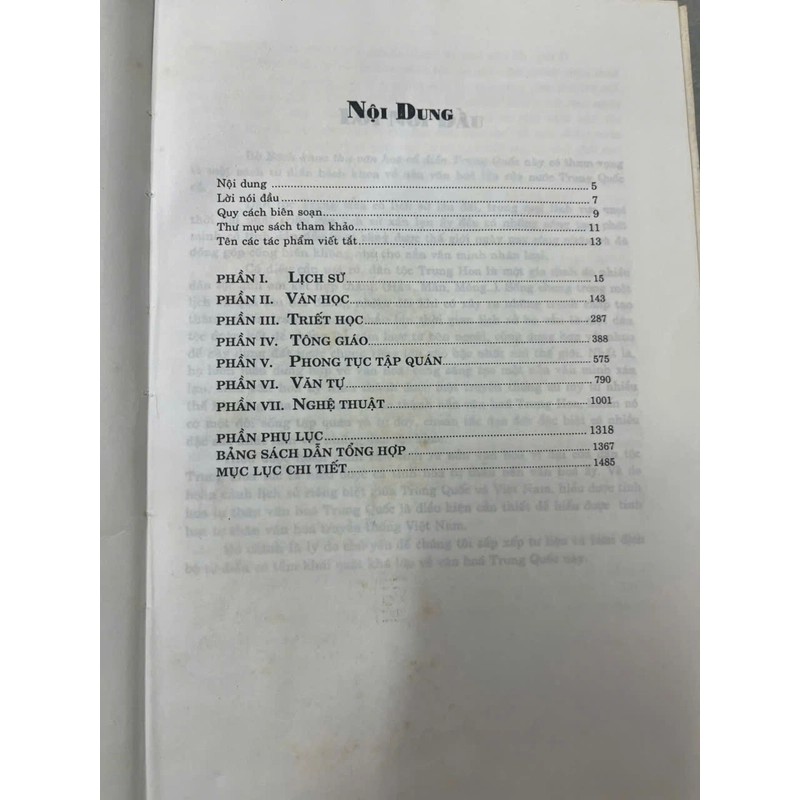 NỘI DUNG
Nội dung ........ 5
Lời nói đầu ........ 7
Quy cách biên soạn ........ 9
Thư mục sách tham khảo ........ 11
Tên các tác phẩm viết tắt ........ 13
PHẦN I. LỊCH SỬ ........ 15
PHẦN II. VĂN HỌC ........ 143
PHẦN III. TRIẾT HỌC ........ 287
PHẦN IV. TÔNG GIÁO ........ 388
PHẦN V. PHONG TỤC TẬP QUÁN ........ 575
PHẦN VI. VĂN TỰ ........ 790
PHẦN VII. NGHỆ THUẬT ........ 1001
PHẦN PHỤ LỤC ........ 1318
BẢNG SÁCH DẪN TỔNG HỢP ........ 1367
MỤC LỤC CHI TIẾT ........ 1485